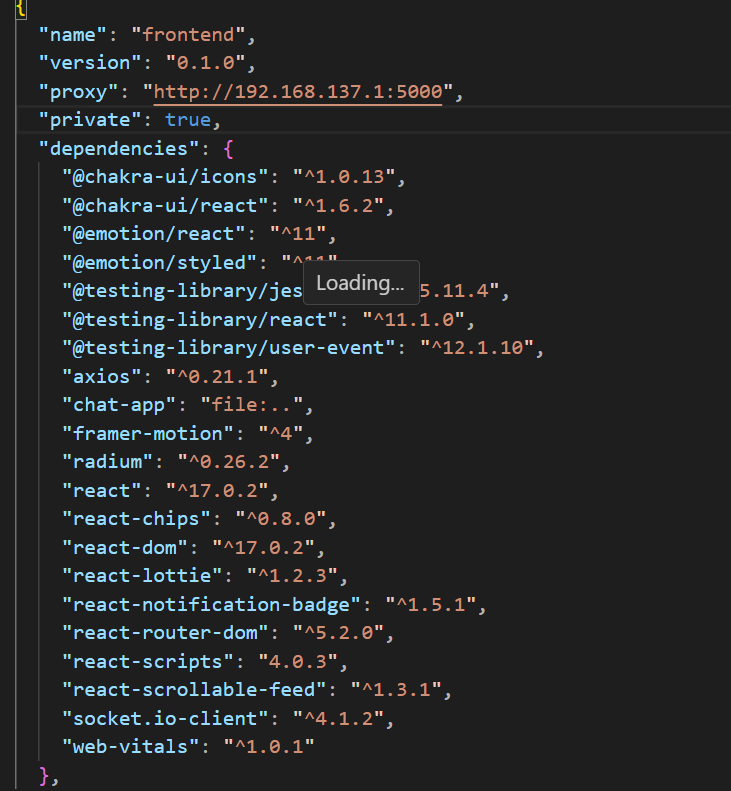 {
"name": "frontend",
"version": "0.1.0",
"proxy": "http://192.168.137.1:5000",
"private": true,
"dependencies": {
"@chakra-ui/icons": "^1.0.13",
"@chakra-ui/react": "^1.6.2",
"@emotion/react": "^11",
"@emotion/styled": "^11"
"@testing-library/jes Loading... 5.11.4",
"@testing-library/react": "^11.1.0",
"@testing-library/user-event": "^12.1.10",
"axios": "^0.21.1",
"chat-app": "file:..",
"framer-motion": "^4",
"radium": "^0.26.2",
"react": "^17.0.2",
"react-chips": "^0.8.0",
"react-dom": "^17.0.2",
"react-lottie": "^1.2.3",
"react-notification-badge": "^1.5.1",
"react-router-dom": "^5.2.0",
"react-scripts": "4.0.3",
"react-scrollable-feed": "^1.3.1",
"socket.io-client": "^4.1.2",
"web-vitals": "^1.0.1"
},